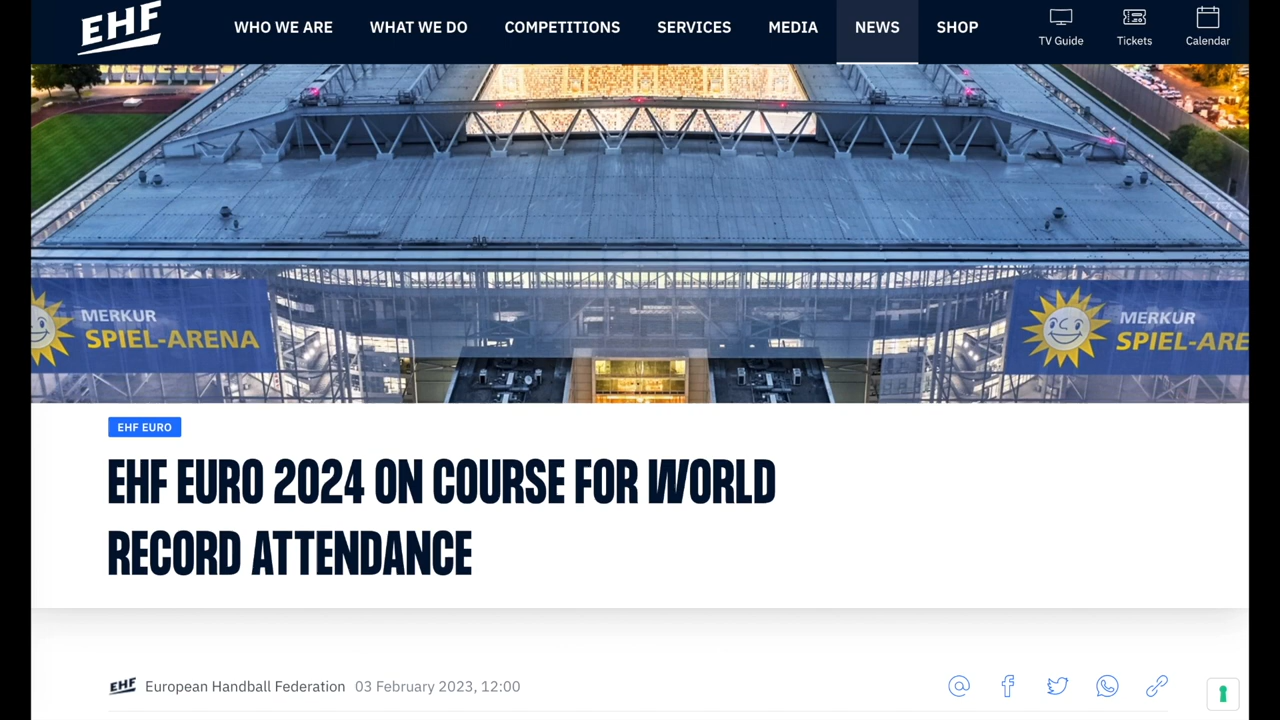 EHF
WHO WE ARE
WHAT WE DO
COMPETITIONS
SERVICES
MEDIA
NEWS
SHOP
TV Guide
Tickets
Calendar
MERKUR
SPIEL-ARENA
MERKUR
SPIEL-ARE
EHF EURO
EHF EURO 2024 ON COURSE FOR WORLD
RECORD ATTENDANCE
EHF European Handball Federation 03 February 2023, 12:00